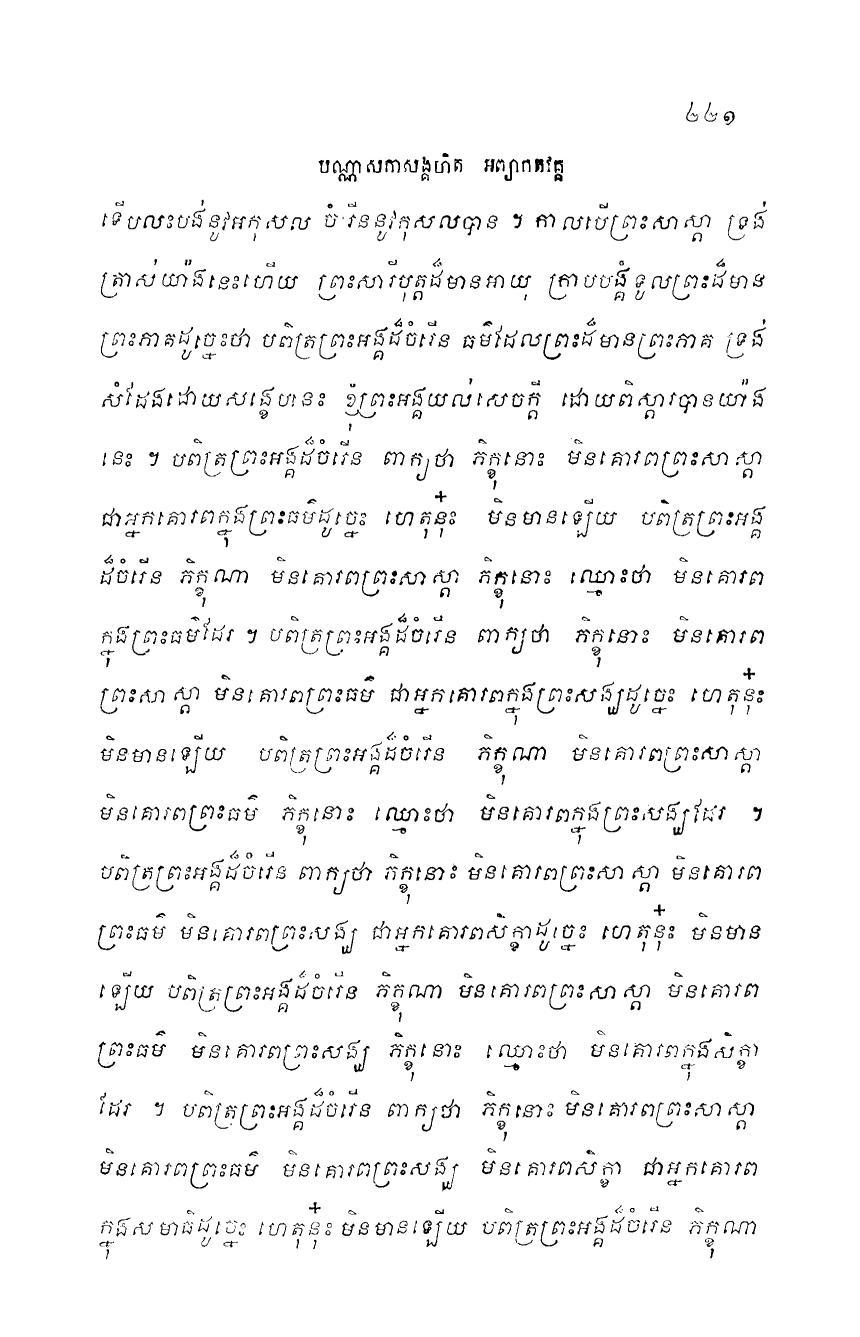 ២២១
បណ្ណាសកាសង្គហិត អព្យាកតវគ្គ
ទើបលះបង់នូវអកុសល ចំរើននូវកុសលបាន ។ កាលបើព្រះសាស្តា ទ្រង់
ត្រាស់យ៉ាងនេះហើយ ព្រះសារីបុត្តដ៏មានអាយុ ក្រាបបង្គំទូលព្រះដ៏មាន
ព្រះភាគដូច្នេះថា បពិត្រព្រះអង្គដ៏ចំរើន ធម៌ដែលព្រះដ៏មានព្រះភាគ ទ្រង់
សំដែងដោយសង្ខេបនេះ ខ្ញុំព្រះអង្គយល់សេចក្តី ដោយពិស្តារបានយ៉ាង
នេះ ។ បពិត្រព្រះអង្គដ៏ចំរើន ពាក្យថា ភិក្ខុនោះ មិនគោរពព្រះសាស្តា
ជាអ្នកគោរពក្នុងព្រះធម៌ដូច្នេះ ហេតុនុ៎ះ មិនមានឡើយ បពិត្រព្រះអង្គ
ដ៏ចំរើន ភិក្ខុណា មិនគោរពព្រះសាស្តា ភិក្ខុនោះ ឈ្មោះថា មិនគោរព
ក្នុងព្រះធម៌ដែរ ។ បពិត្រព្រះអង្គដ៏ចំរើន ពាក្យថា ភិក្ខុនោះ មិនគោរព
ព្រះសាស្តា មិនគោរពព្រះធម៌ ជាអ្នកគោរពក្នុងព្រះសង្ឃដូច្នេះ ហេតុនុ៎ះ
មិនមានឡើយ បពិត្រព្រះអង្គដ៏ចំរើន ភិក្ខុណា មិនគោរពព្រះសាស្តា
មិនគោរពព្រះធម៌ ភិក្ខុនោះ ឈ្មោះថា មិនគោរពក្នុងព្រះសង្ឃដែរ ។
បពិត្រព្រះអង្គដ៏ចំរើន ពាក្យថា ភិក្ខុនោះ មិនគោរពព្រះសាស្តា មិនគោរព
ព្រះធម៌ មិនគោរពព្រះសង្ឃ ជាអ្នកគោរពសិក្ខាដូច្នេះ ហេតុនុ៎ះ មិនមាន
ឡើយ បពិត្រព្រះអង្គដ៏ចំរើន ភិក្ខុណា មិនគោរពព្រះសាស្តា មិនគោរព
ព្រះធម៌ មិនគោរពព្រះសង្ឃ ភិក្ខុនោះ ឈ្មោះថា មិនគោរពក្នុងសិក្ខា
ដែរ ។ បពិត្រព្រះអង្គដ៏ចំរើន ពាក្យថា ភិក្ខុនោះ មិនគោរពព្រះសាស្តា
មិនគោរពព្រះធម៌ មិនគោរពព្រះសង្ឃ មិនគោរពសិក្ខា ជាអ្នកគោរព
ក្នុងសមាធិដូច្នេះ ហេតុនុ៎ះ មិនមានឡើយ បពិត្រព្រះអង្គដ៏ចំរើន ភិក្ខុណា